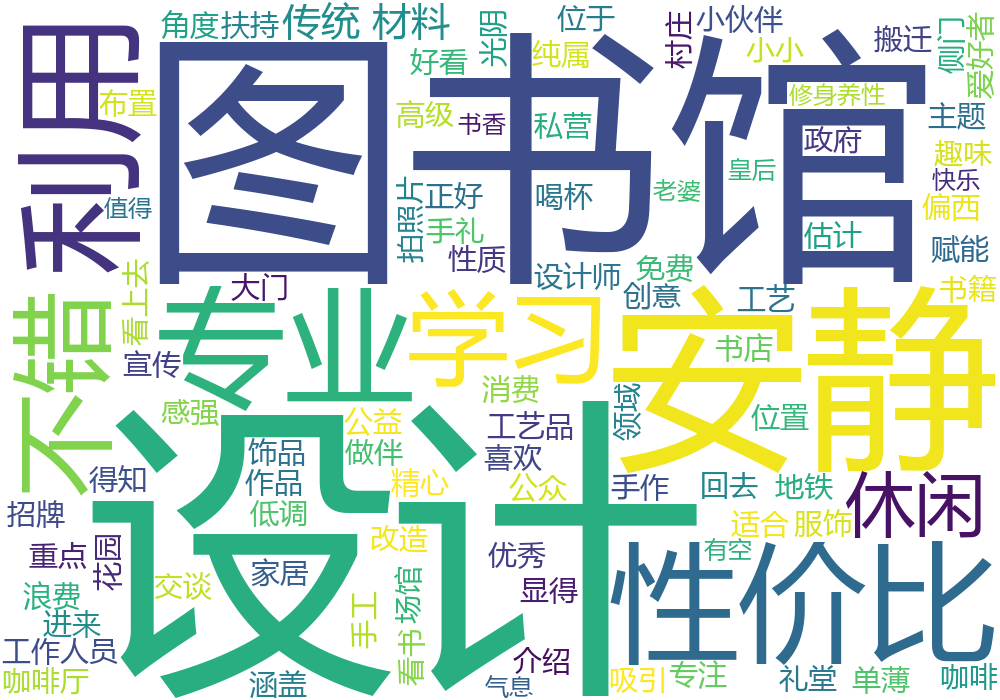 利用
图书馆
不错
专业
学习
安静
设计
性价比
休闲
角度
扶持
传统
材料
光阴
位于
纯属
村庄
小伙伴
小小
搬迁
侧门
爱好者
布置
好看
高级
书香
私营
修身养性
政府
主题
趣味
快乐
值得
拍照片
正好
喝杯
老婆
皇后
偏西
手礼
估计
赋能
性质
设计师
免费
看上去
大门
创意
工艺
书籍
宣传
书店
感强
消费
领域
位置
公益
工艺品
饰品
做伴
喜欢
得知
作品
精心
公众
手作
回去
地铁
招牌
低调
改造
适合
服饰
重点
花园
家居
优秀
有空
浪费
交谈
手工
场馆
显得
进来
看书
工作人员
介绍
咖啡厅
涵盖
气息
吸引
专注
礼堂
单薄
咖啡